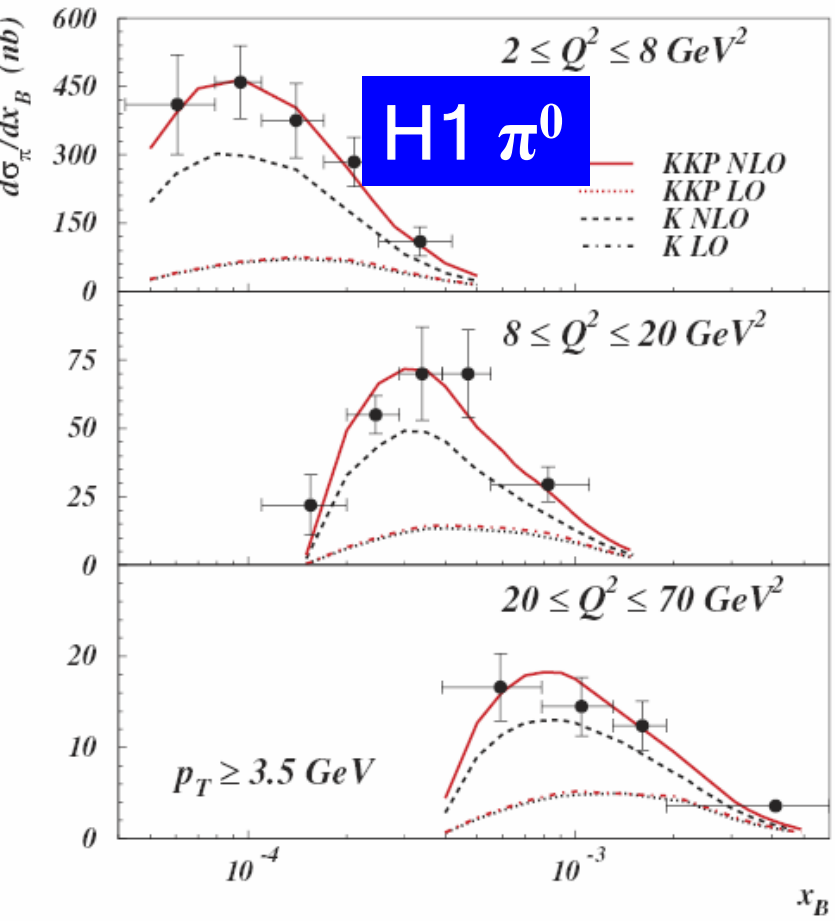 dσπ/dxB (nb)
600
450
300
150
0
2 ≤ Q² ≤ 8 GeV²
H1 π⁰
KKP NLO
KKP LO
K NLO
K LO
75
50
25
0
8 ≤ Q² ≤ 20 GeV²
20
10
0
20 ≤ Q² ≤ 70 GeV²
pT ≥ 3.5 GeV
10⁻⁴
10⁻³
xB